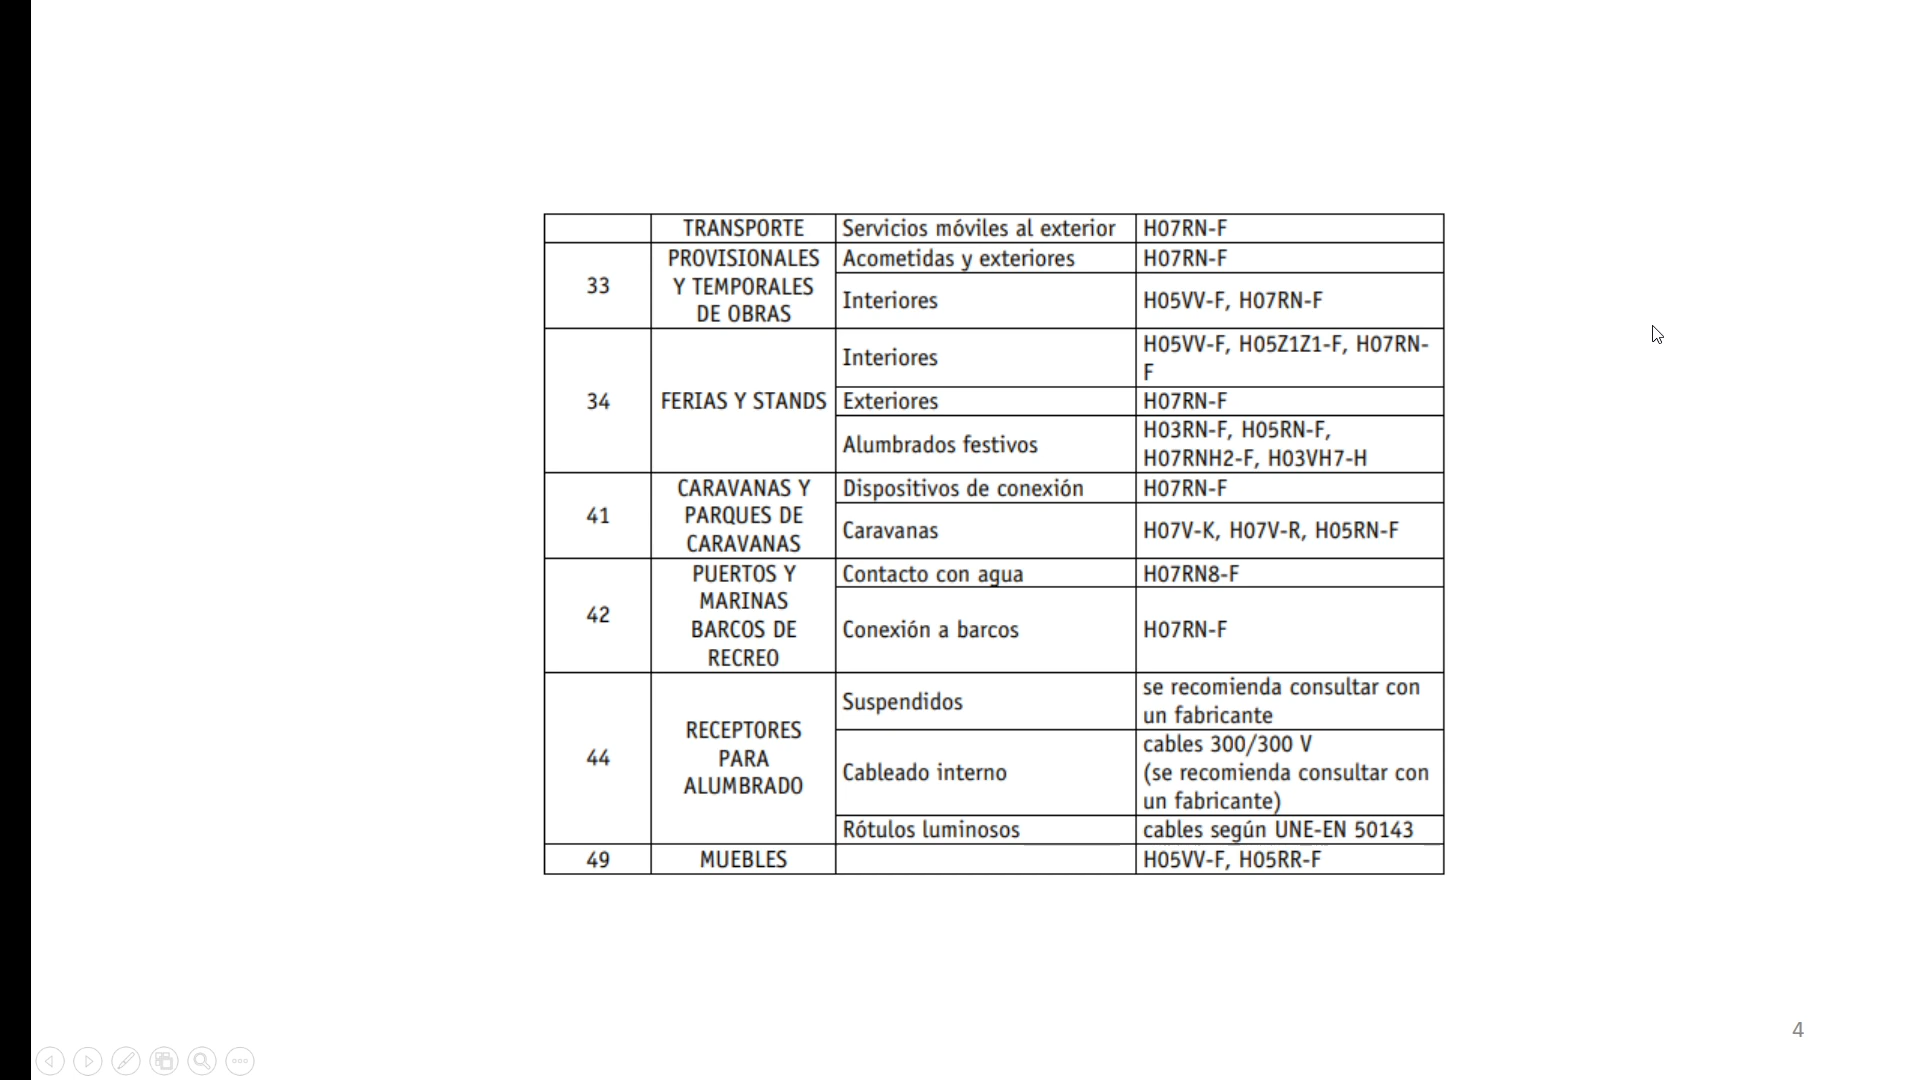 TRANSPORTE Servicios móviles al exterior H07RN-F
33
PROVISIONALES
Y TEMPORALES
DE OBRAS
Acometidas y exteriores H07RN-F
Interiores H05VV-F, H07RN-F
34
FERIAS Y STANDS
Interiores
H05VV-F, H05Z1Z1-F, H07RN-
F
Exteriores H07RN-F
Alumbrados festivos
H03RN-F, H05RN-F,
H07RNH2-F, H03VH7-H
41
CARAVANAS Y
PARQUES DE
CARAVANAS
Dispositivos de conexión H07RN-F
Caravanas H07V-K, H07V-R, H05RN-F
42
PUERTOS Y
MARINAS
BARCOS DE
RECREO
Contacto con agua H07RN8-F
Conexión a barcos H07RN-F
44
RECEPTORES
PARA
ALUMBRADO
Suspendidos
se recomienda consultar con
un fabricante
Cableado interno
cables 300/300 V
(se recomienda consultar con
un fabricante)
Rótulos luminosos cables según UNE-EN 50143
49 MUEBLES H05VV-F, H05RR-F
4